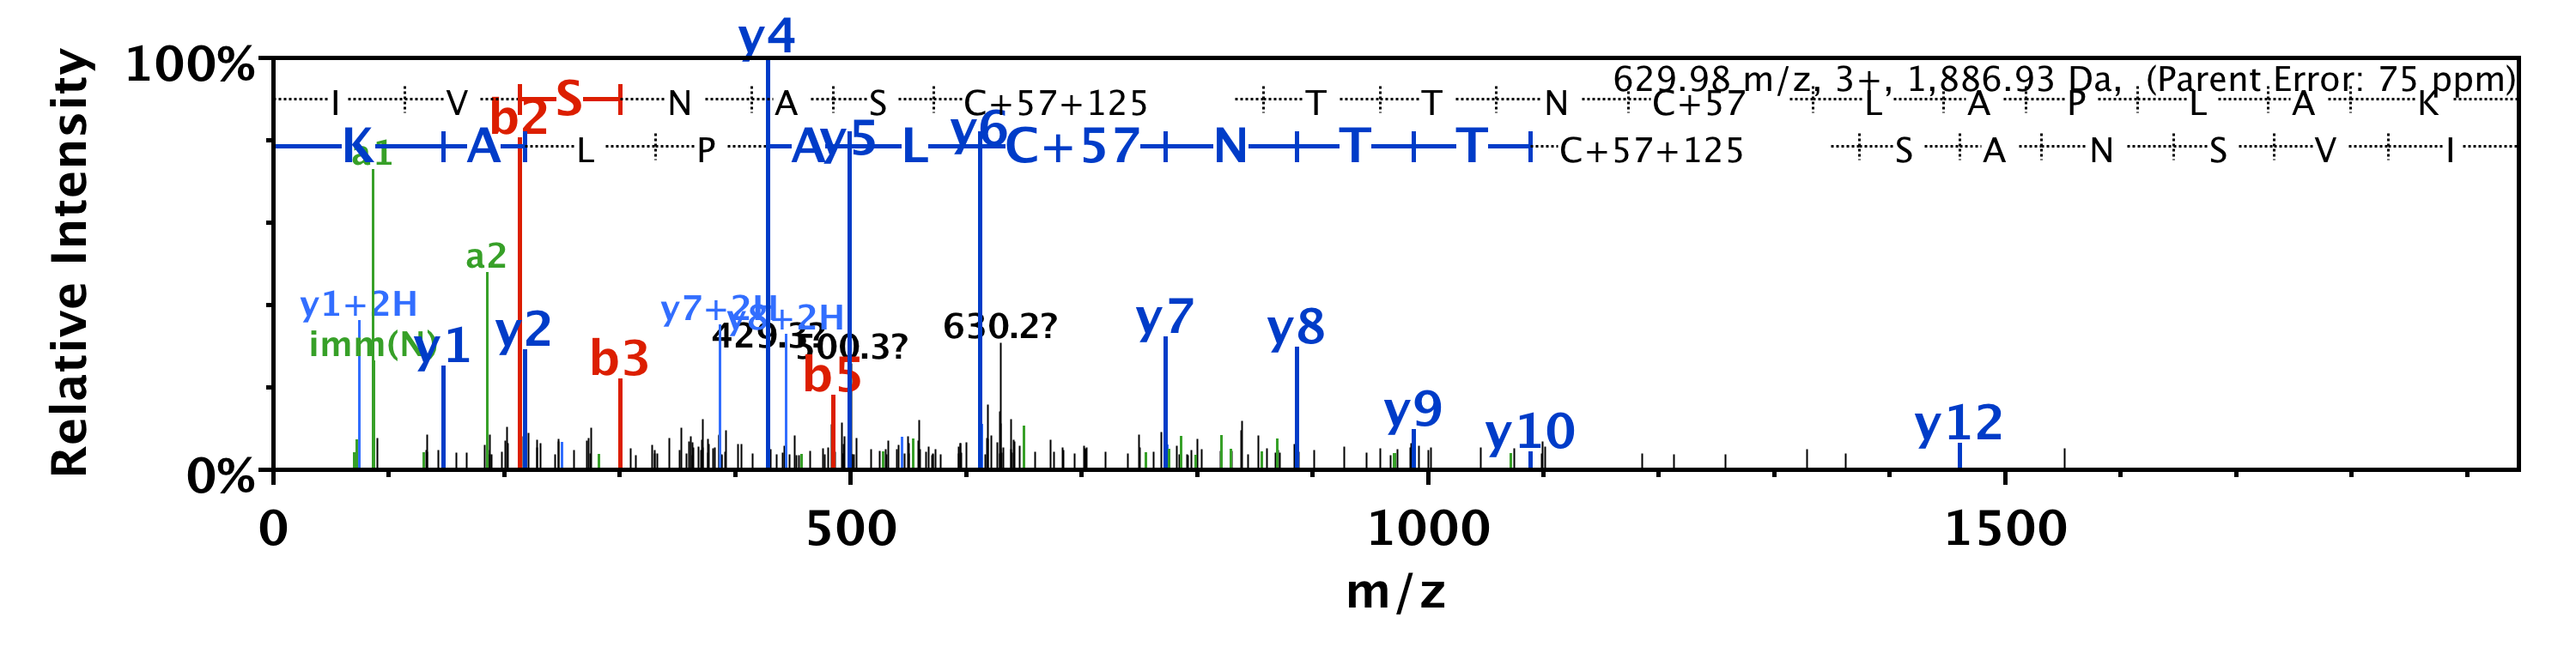 y4
100%
629.98 m/z, 3+, 1,886.93 Da, (Parent Error: 75 ppm)
I V S N A S C+57+125 T T N C+57 L A P L A K
b2
y5 y6
K A L P A L C+57 N T T C+57+125 S A N S V I
a1
a2
y1+2H y7+2H
y8+2H
imm(N) y1 y2 b3 429.3? 500.3? 630.2? y7 y8
b5
y9 y10 y12
0%
0 500 1000 1500
m/z
Relative Intensity